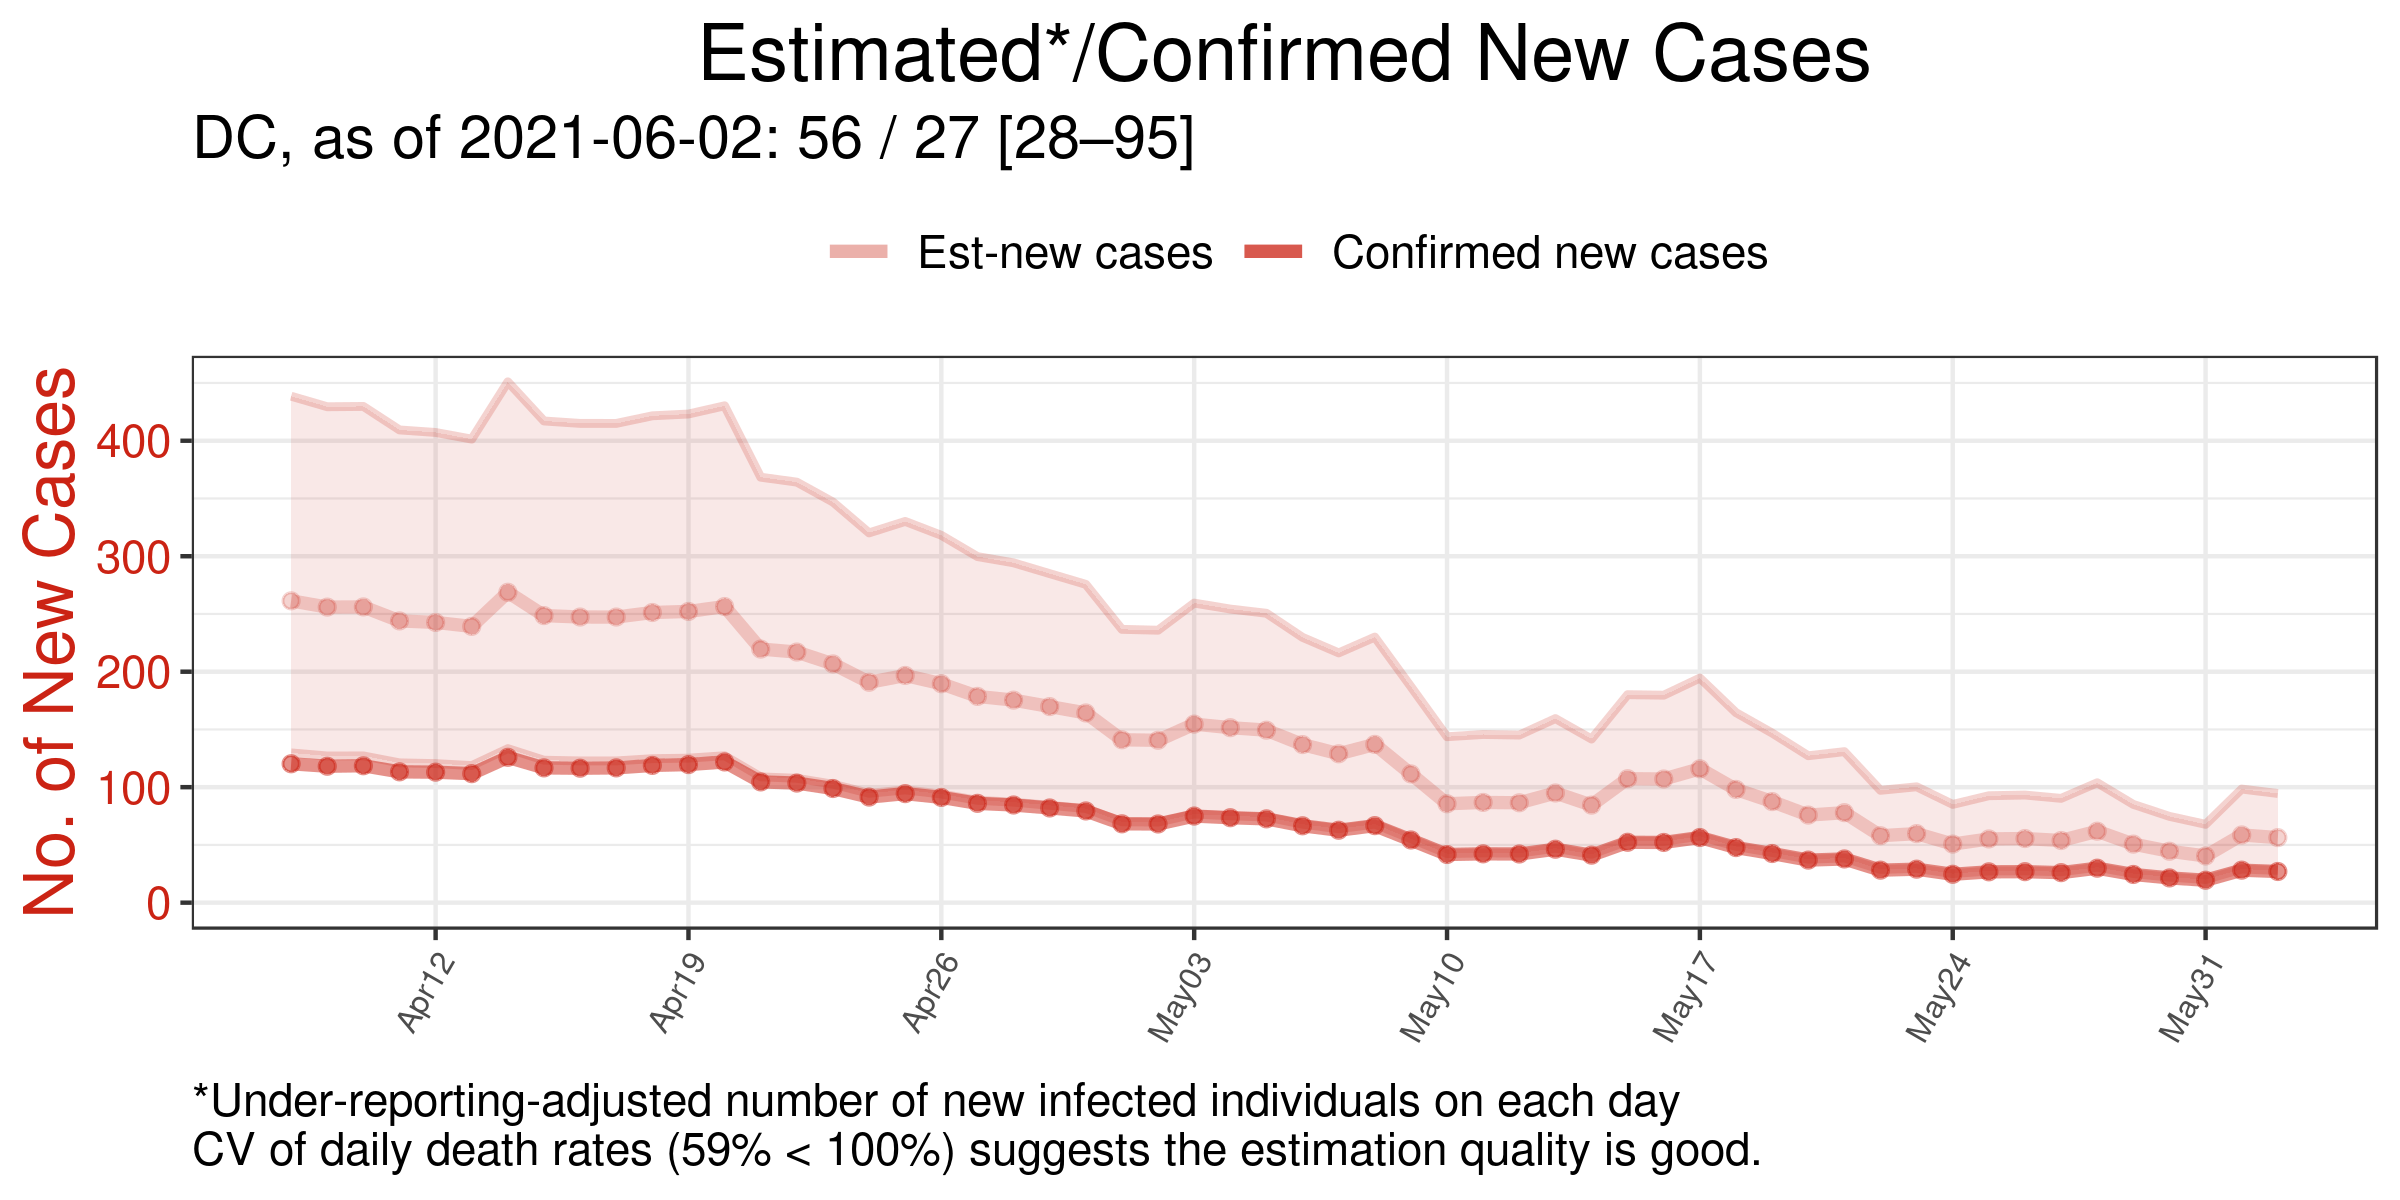 Estimated*/Confirmed New Cases
DC, as of 2021-06-02: 56 / 27 [28–95]
Est-new cases
Confirmed new cases
No. of New Cases
400
300
200
100
0
Apr12
Apr19
Apr26
May03
May10
May17
May24
May31
*Under-reporting-adjusted number of new infected individuals on each day
CV of daily death rates (59% < 100%) suggests the estimation quality is good.